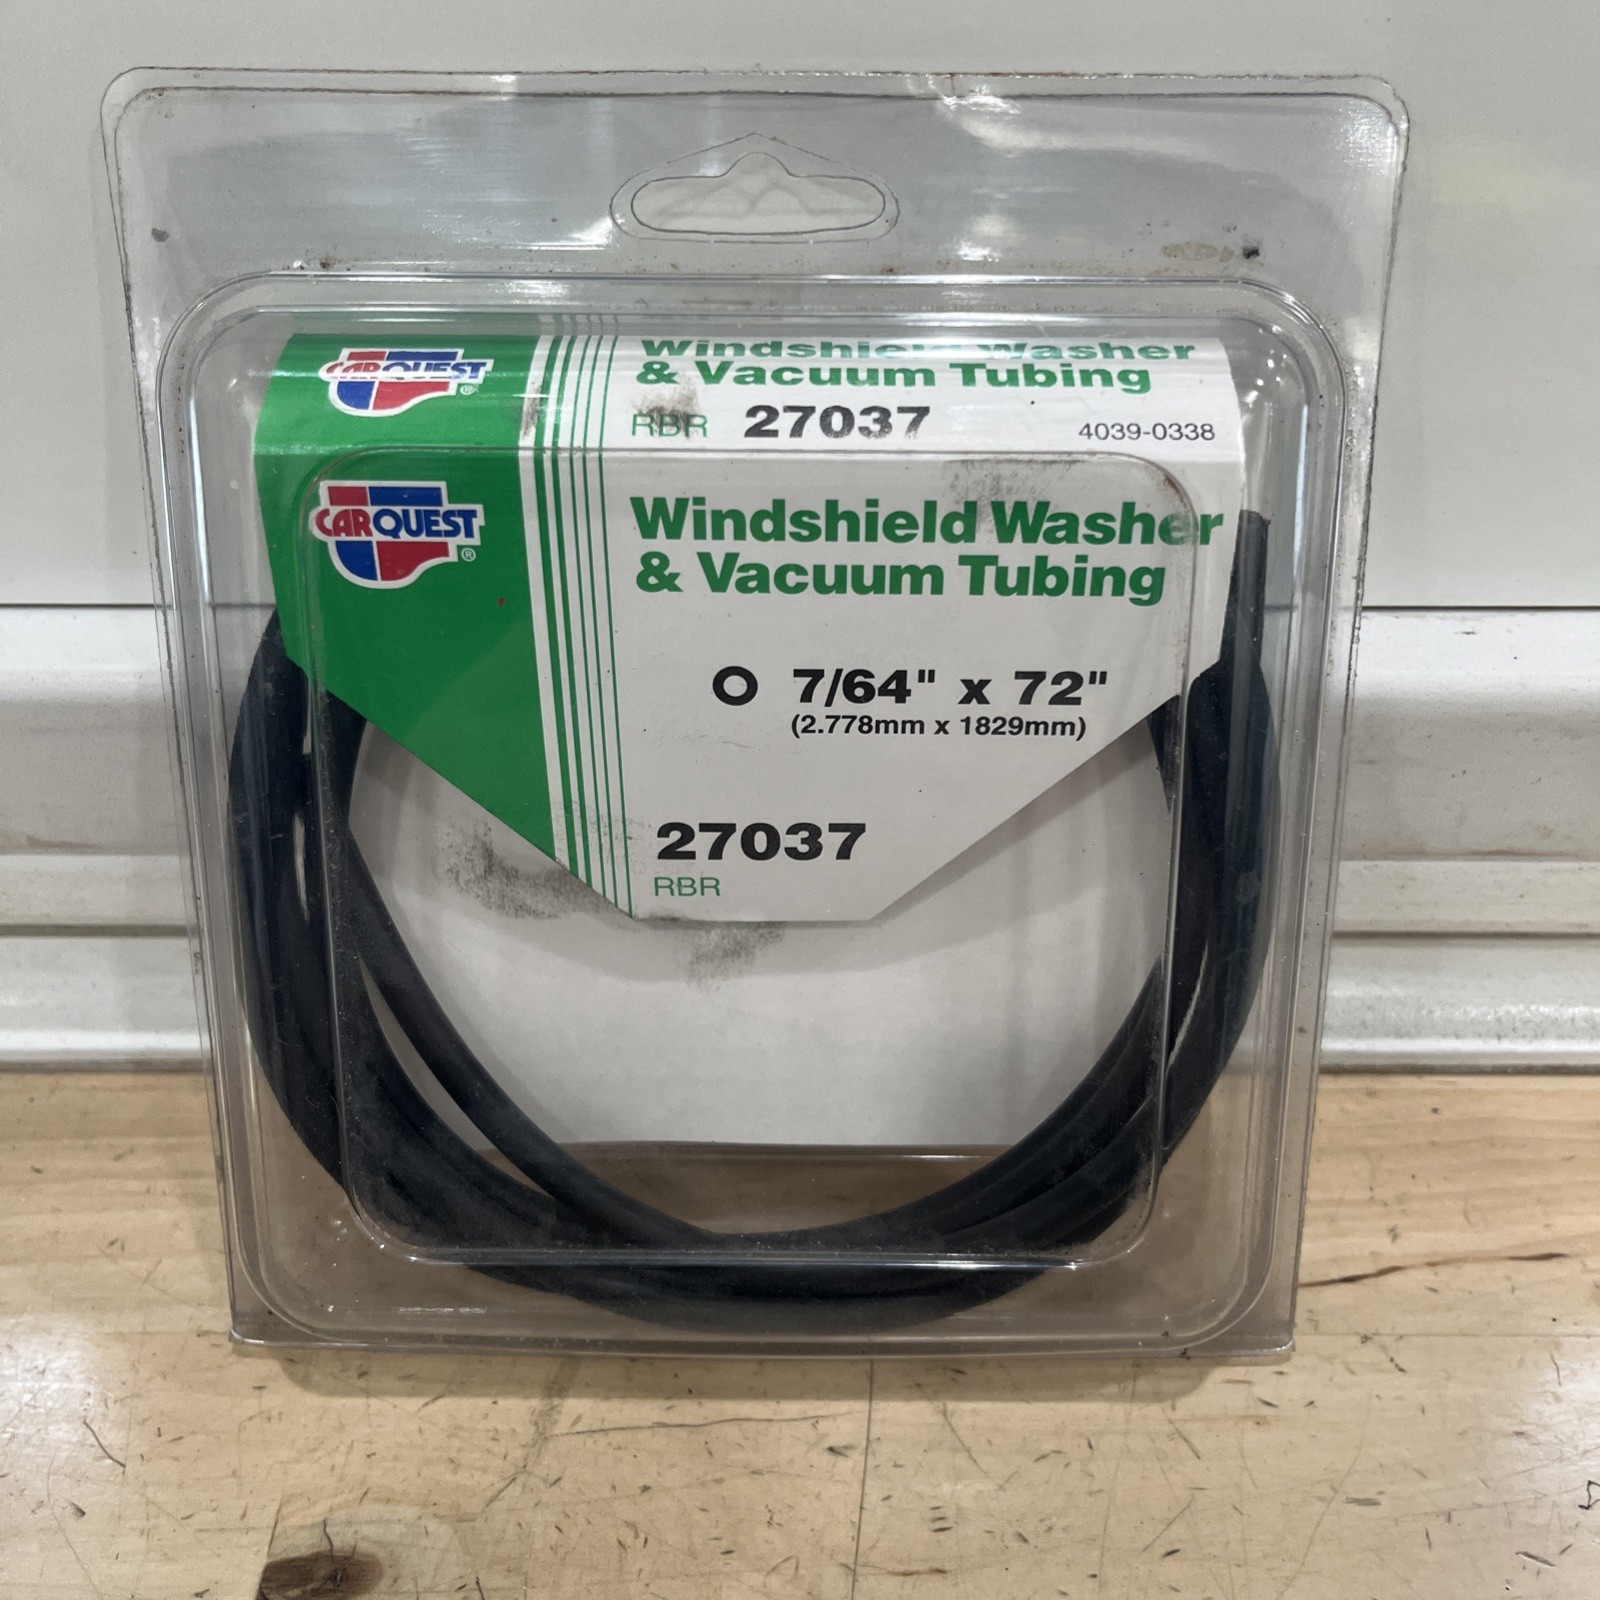 CARQUEST®
Windshield Washer
& Vacuum Tubing
RBR 27037 4039-0338
CARQUEST®
Windshield Washer
& Vacuum Tubing
7/64" x 72"
(2.778mm x 1829mm)
27037
RBR